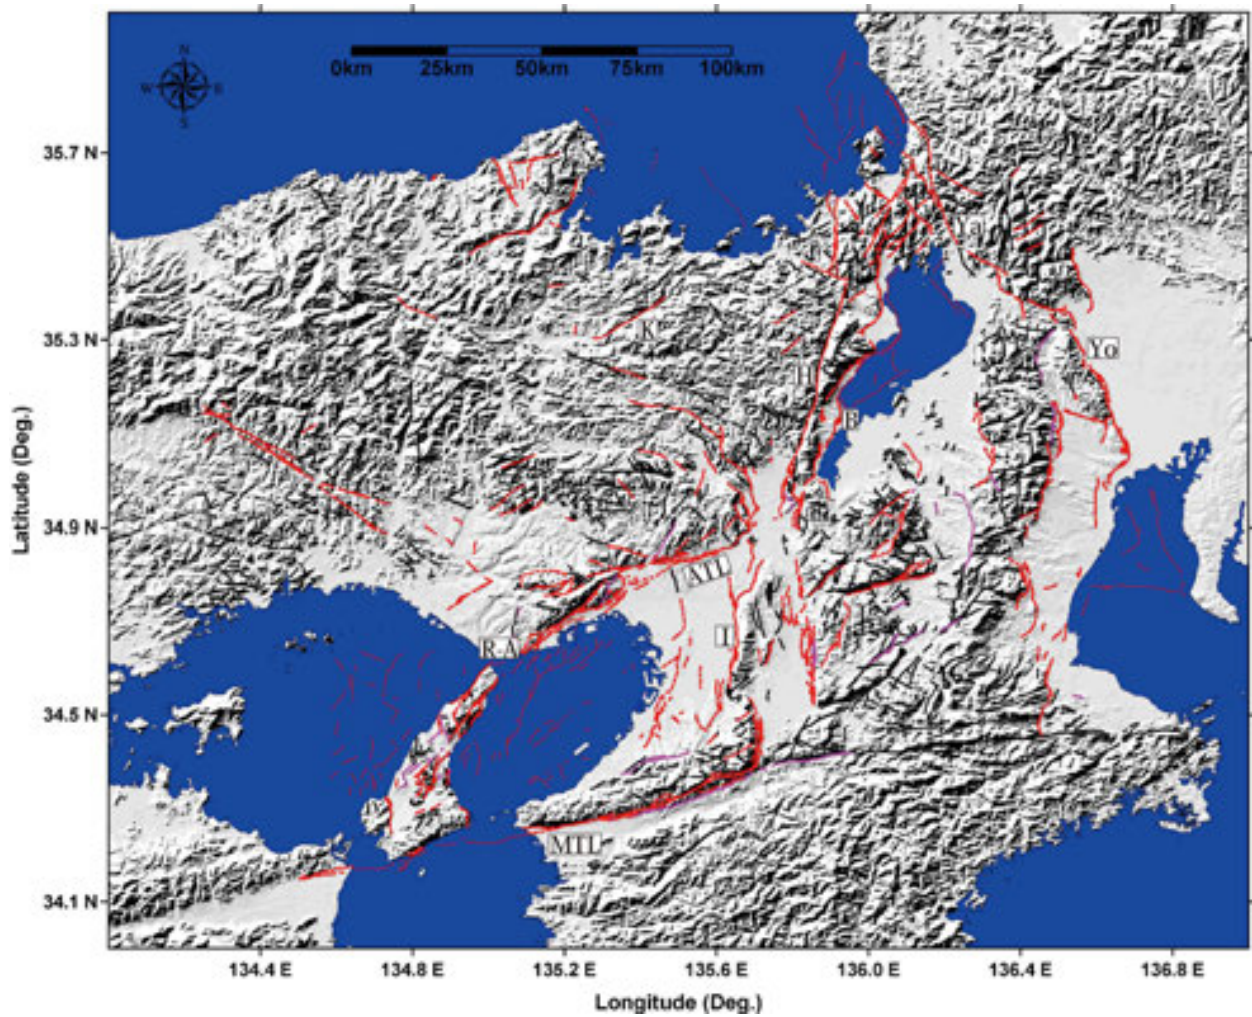 N
W
S
0km 25km 50km 75km 100km
35.7 N
35.3 N
34.9 N
34.5 N
34.1 N
Latitude (Deg.)
K
H
B
Yo
AYL
R-A
I
MTL
134.4 E 134.8 E 135.2 E 135.6 E 136.0 E 136.4 E 136.8 E
Longitude (Deg.)